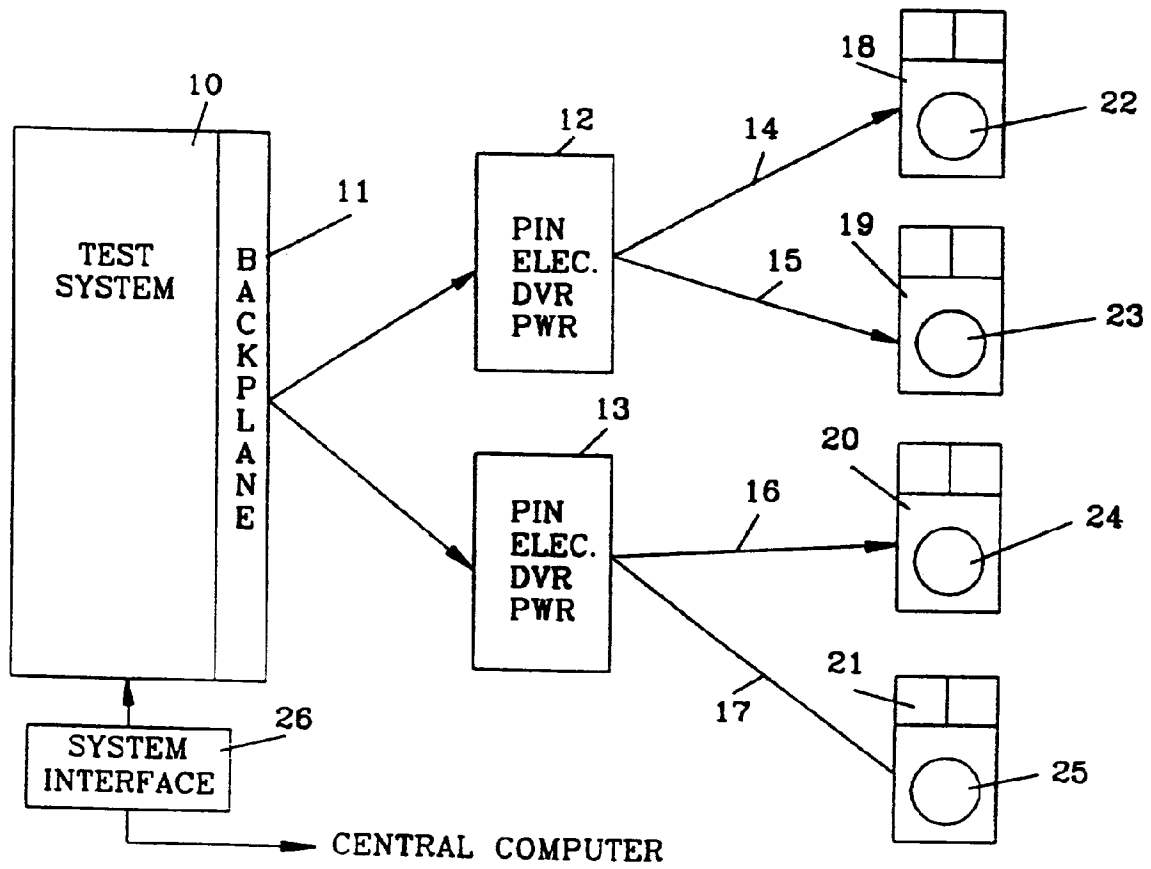 10
TEST
SYSTEM
BACKPLANE
11
12
PIN
ELEC.
DVR
PWR
13
PIN
ELEC.
DVR
PWR
14
15
16
17
18
22
19
23
20
24
21
25
26
SYSTEM
INTERFACE
CENTRAL COMPUTER